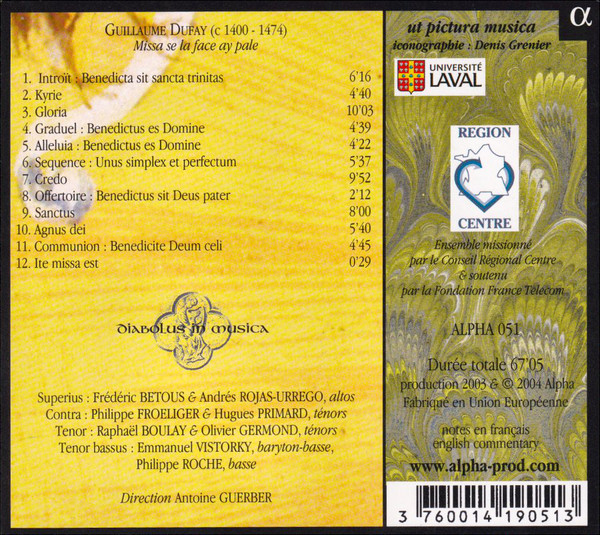 Guillaume Dufay (c 1400 - 1474)
Missa se la face ay pale
1. Introït : Benedicta sit sancta trinitas 6'16
2. Kyrie 4'40
3. Gloria 10'03
4. Graduel : Benedictus es Domine 4'39
5. Alleluia : Benedictus es Domine 4'22
6. Sequence : Unus simplex et perfectum 5'37
7. Credo 9'52
8. Offertoire : Benedictus sit Deus pater 2'12
9. Sanctus 8'00
10. Agnus dei 5'40
11. Communion : Benedicite Deum celi 4'45
12. Ite missa est 0'29
diabolus in musica
Superius : Frédéric BETOUS & Andrés ROJAS-URREGO, altos
Contra : Philippe FROELIGER & Hugues PRIMARD, ténors
Tenor : Raphaël BOULAY & Olivier GERMOND, ténors
Tenor bassus : Emmanuel VISTORKY, baryton-basse,
Philippe ROCHE, basse
Direction Antoine GUERBER
α
ut pictura musica
iconographie : Denis Grenier
UNIVERSITÉ
LAVAL
REGION
CENTRE
Ensemble missionné
par le Conseil Régional Centre
& soutenu
par la Fondation France Télécom
ALPHA 051
Durée totale 67'05
production 2003 & © 2004 Alpha
Fabrique en Union Européenne
notes en français
english commentary
www.alpha-prod.com
3 760014 190513